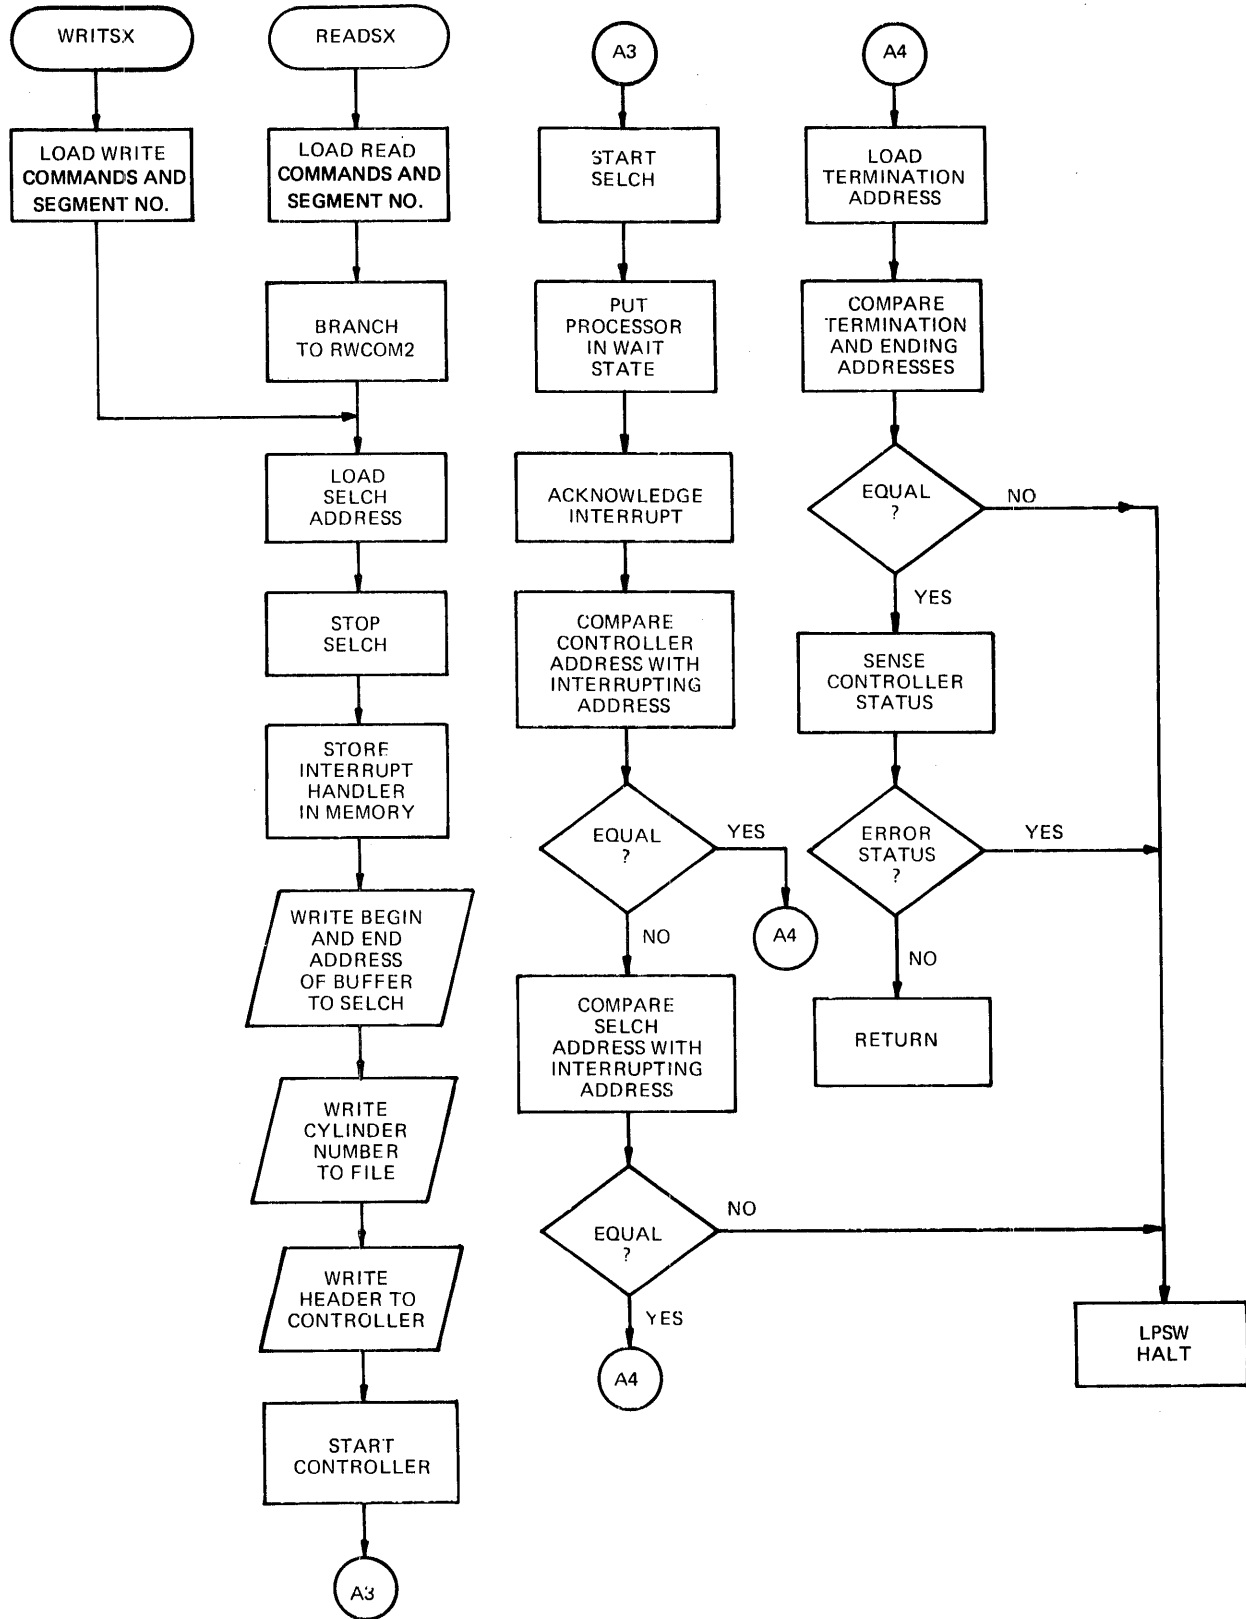 WRITSX
LOAD WRITE
COMMANDS AND
SEGMENT NO.
READSX
LOAD READ
COMMANDS AND
SEGMENT NO.
BRANCH
TO RWCOM2
LOAD
SELCH
ADDRESS
STOP
SELCH
STORE
INTERRUPT
HANDLER
IN MEMORY
WRITE BEGIN
AND END
ADDRESS
OF BUFFER
TO SELCH
WRITE
CYLINDER
NUMBER
TO FILE
WRITE
HEADER TO
CONTROLLER
START
CONTROLLER
A3
A3
START
SELCH
PUT
PROCESSOR
IN WAIT
STATE
ACKNOWLEDGE
INTERRUPT
COMPARE
CONTROLLER
ADDRESS WITH
INTERRUPTING
ADDRESS
EQUAL
?
YES
A4
NO
COMPARE
SELCH
ADDRESS WITH
INTERRUPTING
ADDRESS
EQUAL
?
NO
YES
A4
A4
LOAD
TERMINATION
ADDRESS
COMPARE
TERMINATION
AND ENDING
ADDRESSES
EQUAL
?
NO
YES
SENSE
CONTROLLER
STATUS
ERROR
STATUS
?
YES
NO
RETURN
LPSW
HALT